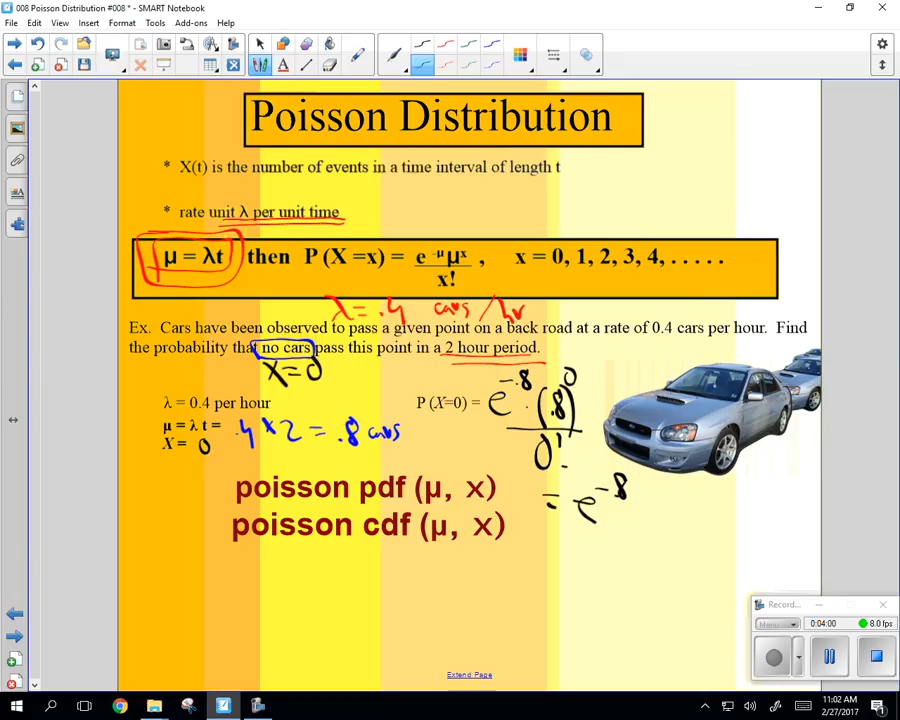 008 Poisson Distribution #008 * - SMART Notebook
File Edit View Insert Format Tools Add-ons Help
Poisson Distribution
* X(t) is the number of events in a time interval of length t
* rate unit λ per unit time
μ = λt then P (X =x) = e -μμx , x = 0, 1, 2, 3, 4, . . . . .
x!
λ = .4 cars / hr
Ex. Cars have been observed to pass a given point on a back road at a rate of 0.4 cars per hour. Find
the probability that no cars pass this point in a 2 hour period.
X = 0
λ = 0.4 per hour
P (X=0) = e -.8 . (.8) 0
0!
μ = λ t = .4 x 2 = .8 cars
X = 0
= e -.8
poisson pdf (μ, x)
poisson cdf (μ, x)
Extend Page
Record...
Menu
0:04:00
8.0 fps
11:02 AM
2/27/2017
1